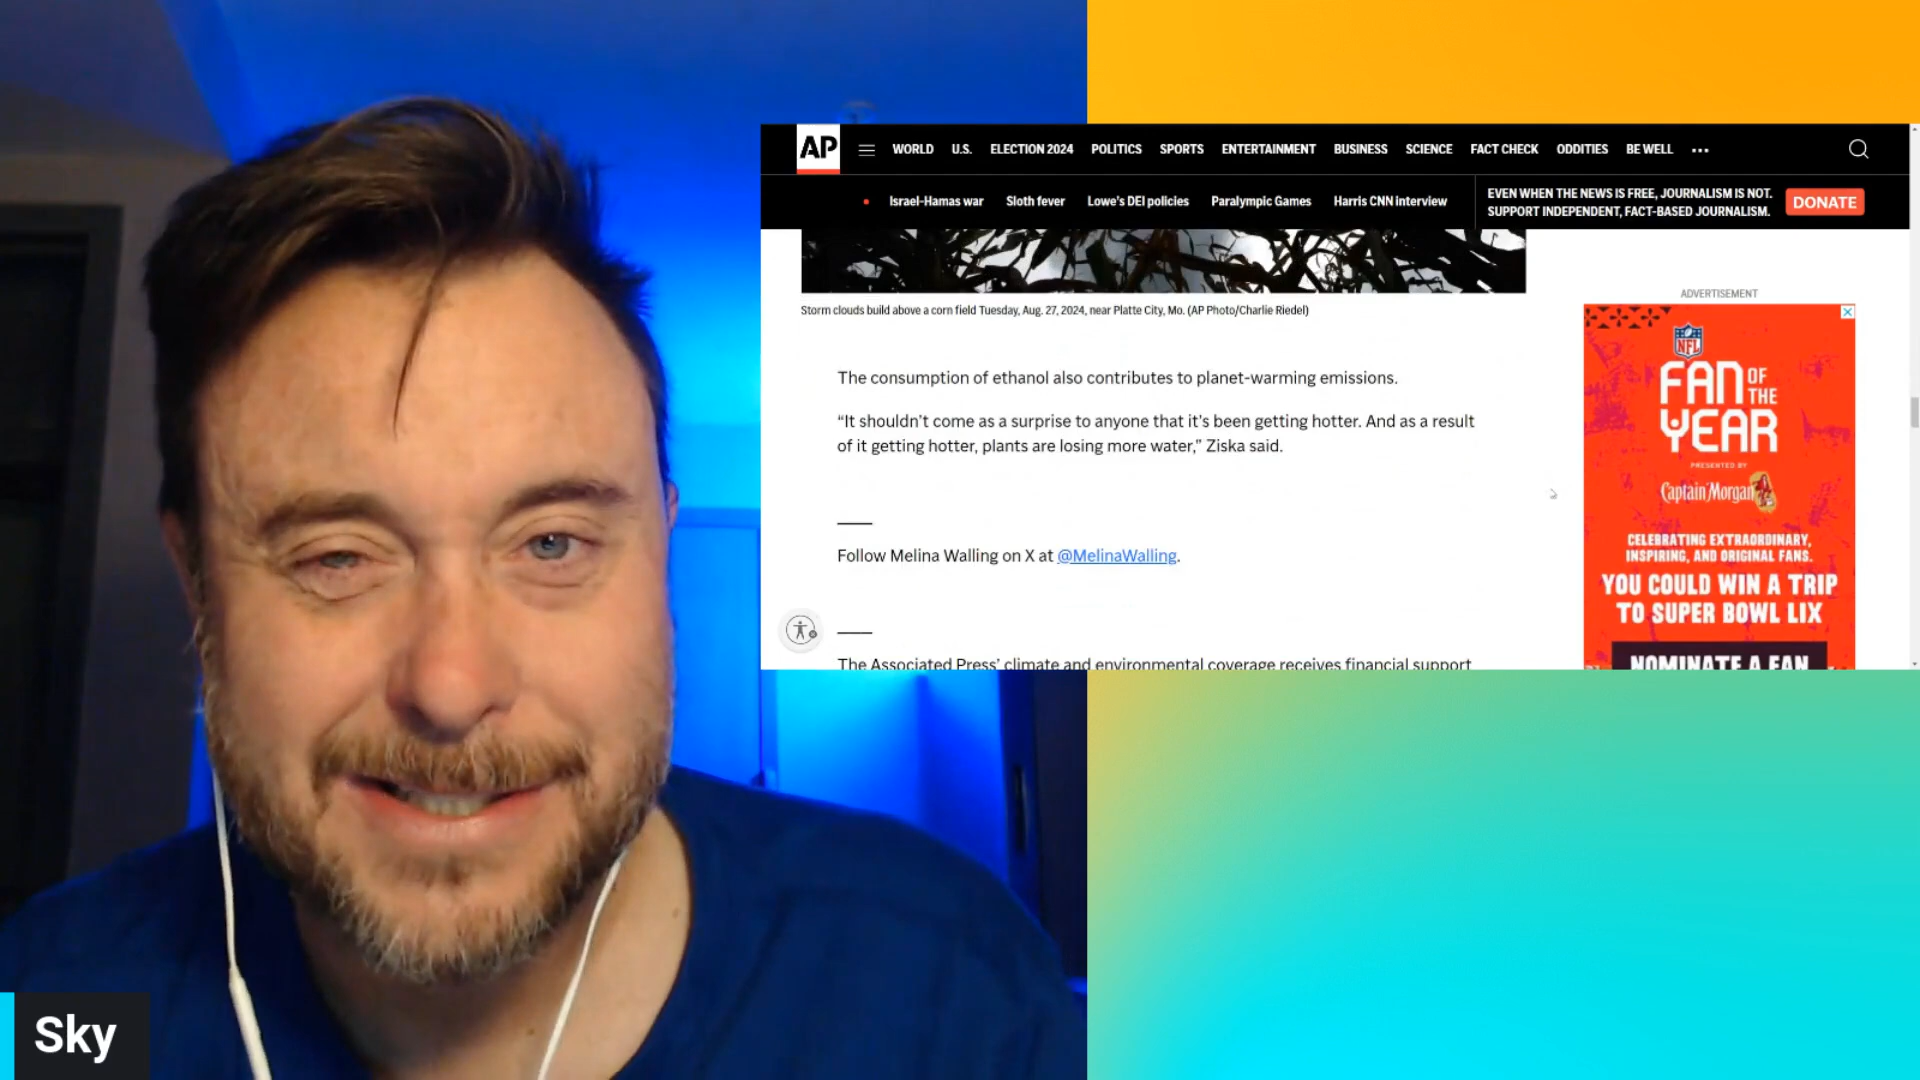 AP
WORLD U.S. ELECTION 2024 POLITICS SPORTS ENTERTAINMENT BUSINESS SCIENCE FACT CHECK ODDITIES BE WELL
Israel-Hamas war Sloth fever Lowe's DEI policies Paralympic Games Harris CNN interview
EVEN WHEN THE NEWS IS FREE, JOURNALISM IS NOT.
SUPPORT INDEPENDENT, FACT-BASED JOURNALISM.
DONATE
Storm clouds build above a corn field Tuesday, Aug. 27, 2024, near Platte City, Mo. (AP Photo/Charlie Riedel)
The consumption of ethanol also contributes to planet-warming emissions.
“It shouldn’t come as a surprise to anyone that it’s been getting hotter. And as a result
of it getting hotter, plants are losing more water,” Ziska said.
Follow Melina Walling on X at @MelinaWalling.
The Associated Press’ climate and environmental coverage receives financial support
ADVERTISEMENT
NFL
FAN OF
THE
YEAR
PRESENTED BY
Captain Morgan
CELEBRATING EXTRAORDINARY,
INSPIRING, AND ORIGINAL FANS.
YOU COULD WIN A TRIP
TO SUPER BOWL LIX
NOMINATE A FAN
Sky